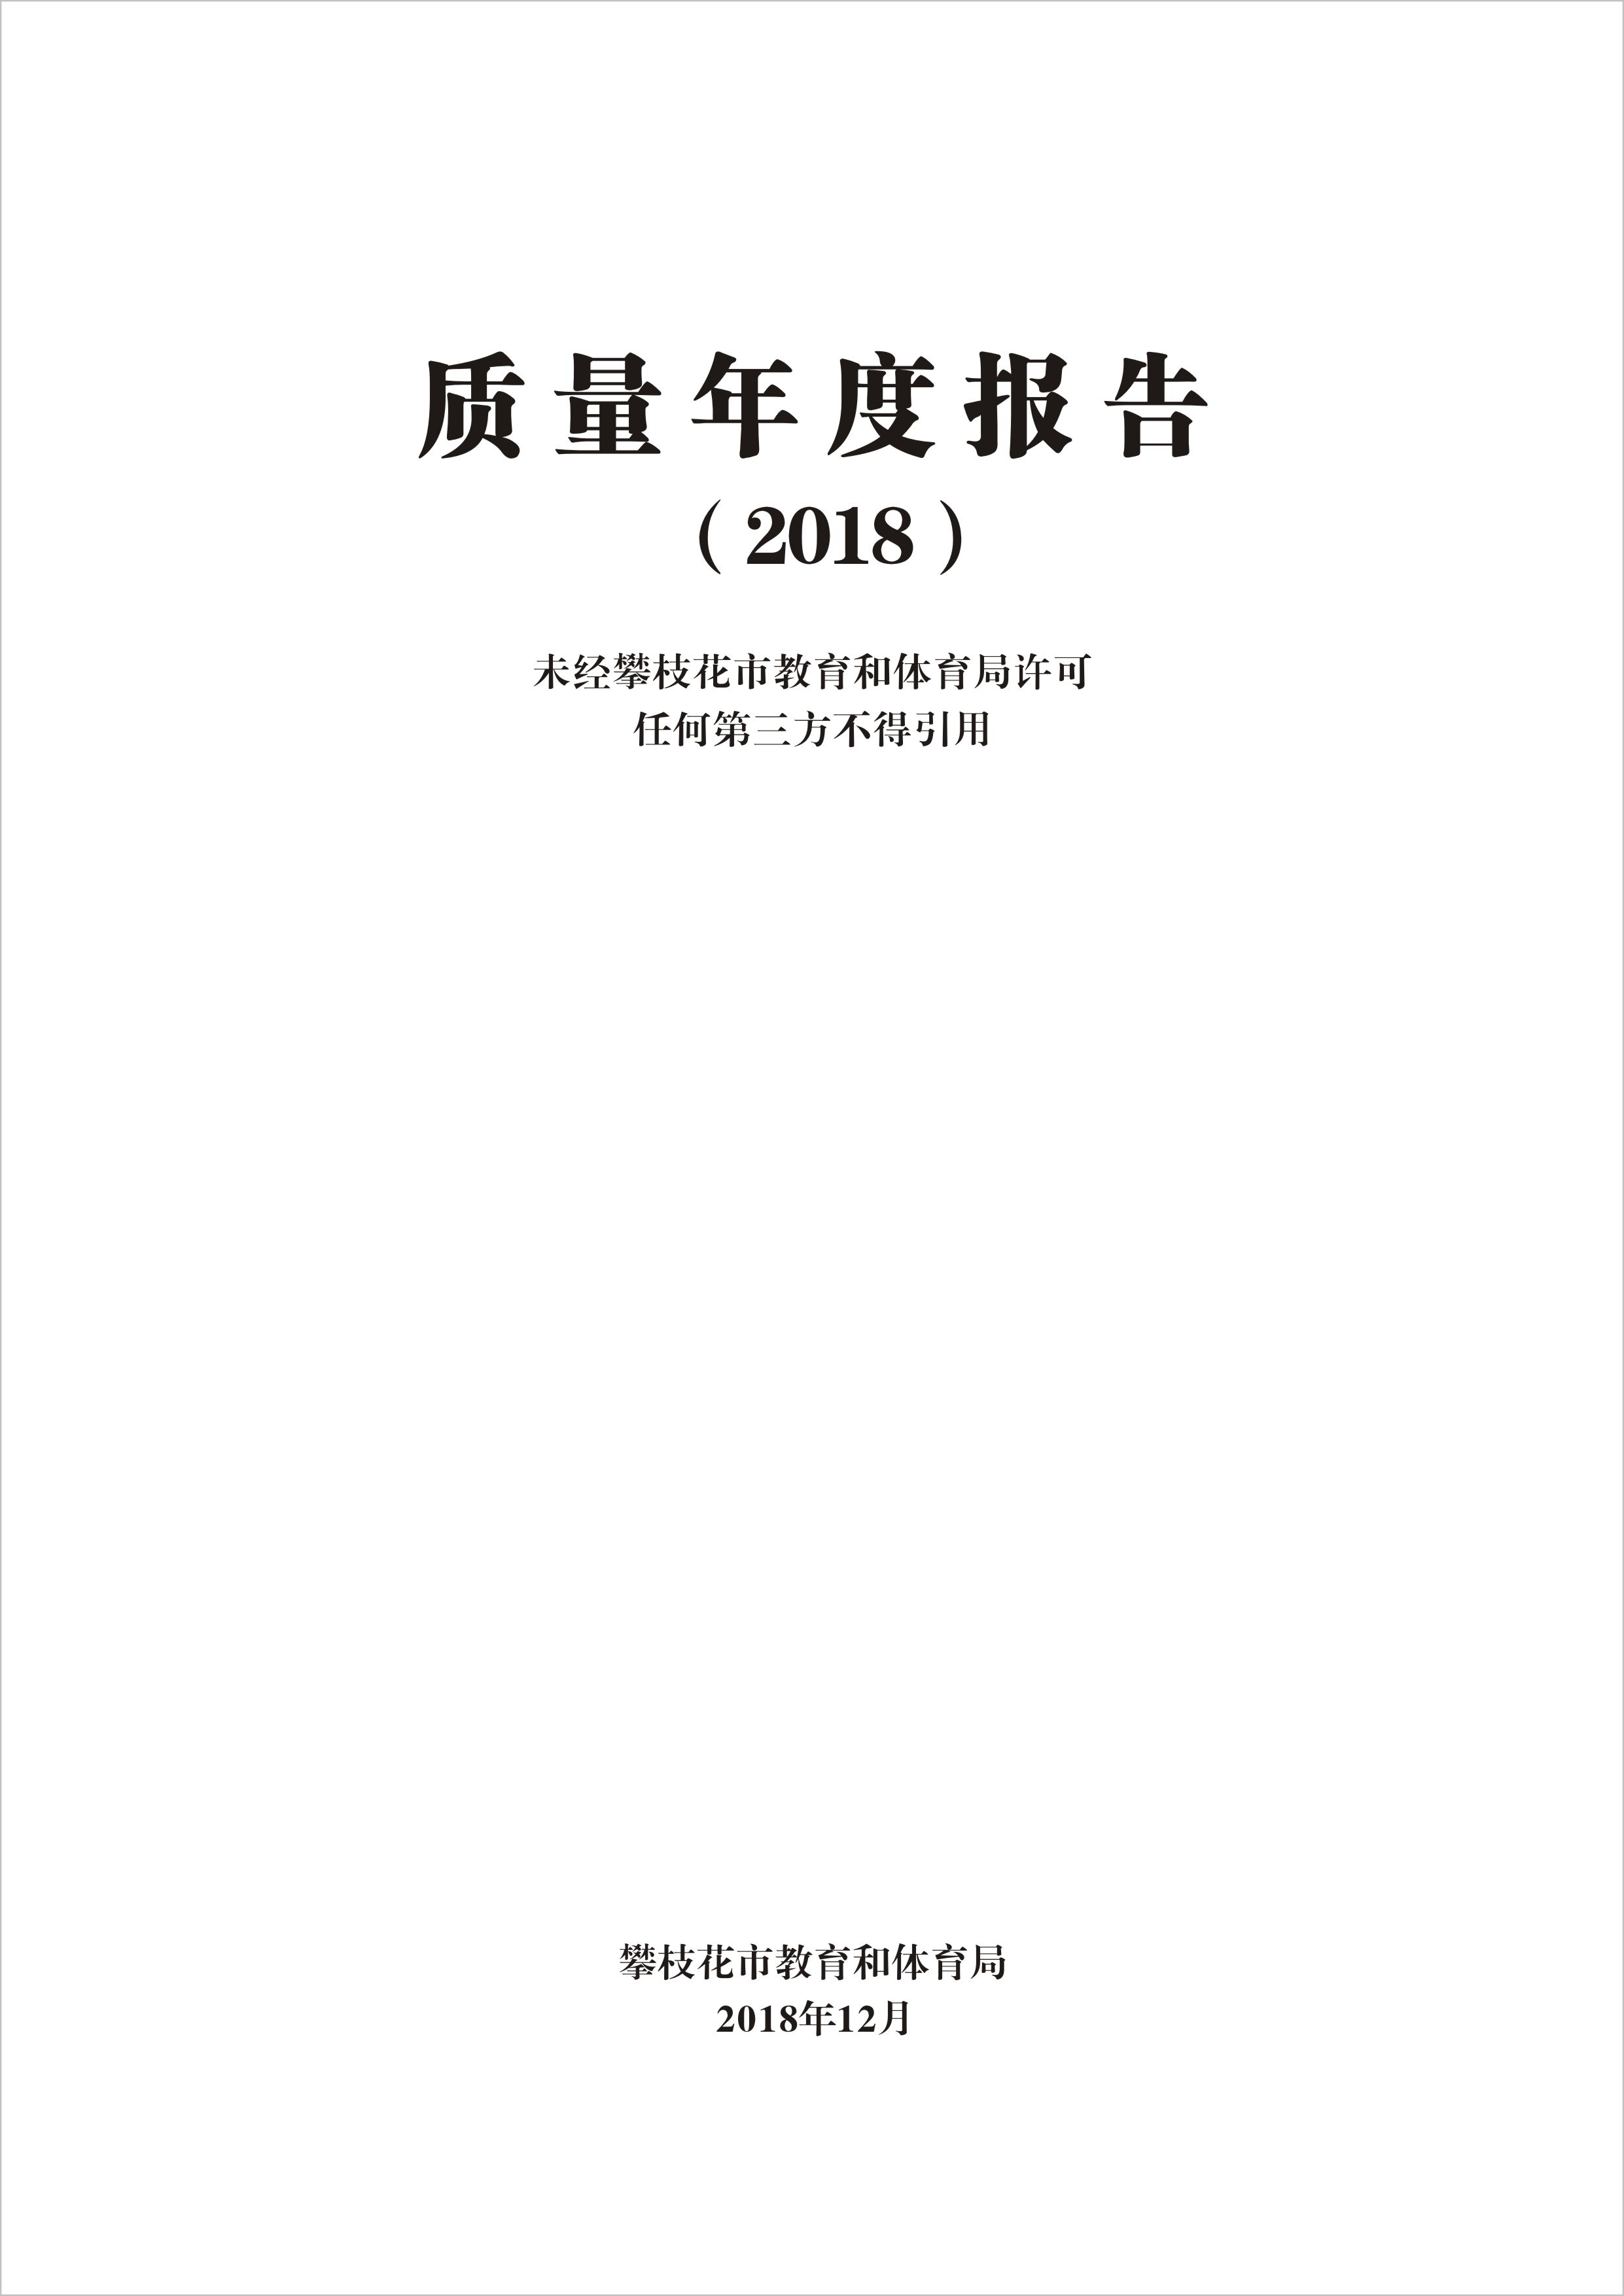 质量年度报告
（2018）
未经攀枝花市教育和体育局许可
任何第三方不得引用
攀枝花市教育和体育局
2018年12月